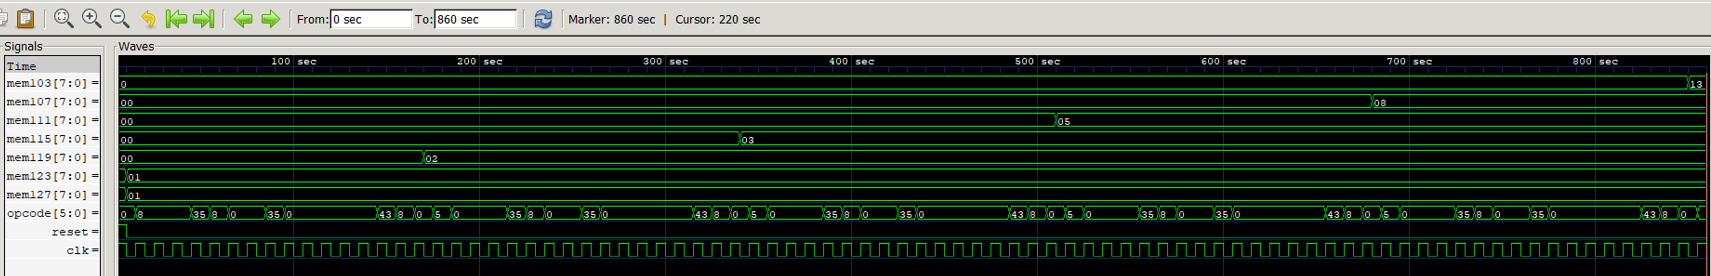 From: 0 sec To: 860 sec Marker: 860 sec | Cursor: 220 sec
Signals Waves
Time 100 sec 200 sec 300 sec 400 sec 500 sec 600 sec 700 sec 800 sec
mem103[7:0] = 0 13
mem107[7:0] = 00 08
mem111[7:0] = 00 05
mem115[7:0] = 00 03
mem119[7:0] = 00 02
mem123[7:0] = 01
mem127[7:0] = 01
opcode[5:0] = 0 8 35 8 0 35 0 43 8 0 5 0 35 8 0 35 0 43 8 0 5 0 35 8 0 35 0 43 8 0 5 0 35 8 0 35 0 43 8 0 5 0 35 8 0 35 0 43 8 0
reset =
clk =